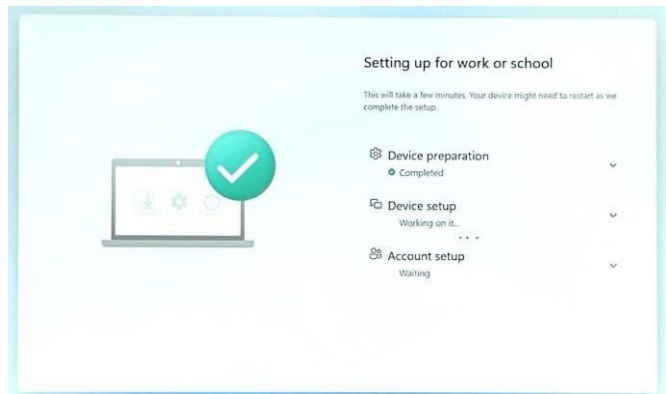 Setting up for work or school
This will take a few minutes. Your device might need to restart as we
complete the setup.
Device preparation
Completed
Device setup
Working on it...
Account setup
Waiting